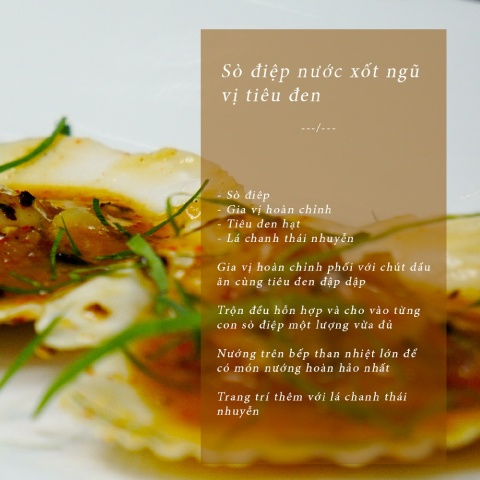 Sò điệp nước xốt ngũ
vị tiêu đen
---/---
- Sò điệp
- Gia vị hoàn chỉnh
- Tiêu đen hạt
- Lá chanh thái nhuyễn
Gia vị hoàn chỉnh phối với chút dầu
ăn cùng tiêu đen đập dập
Trộn đều hỗn hợp và cho vào từng
con sò điệp một lượng vừa đủ
Nướng trên bếp than nhiệt lớn để
có món nướng hoàn hảo nhất
Trang trí thêm với lá chanh thái
nhuyễn